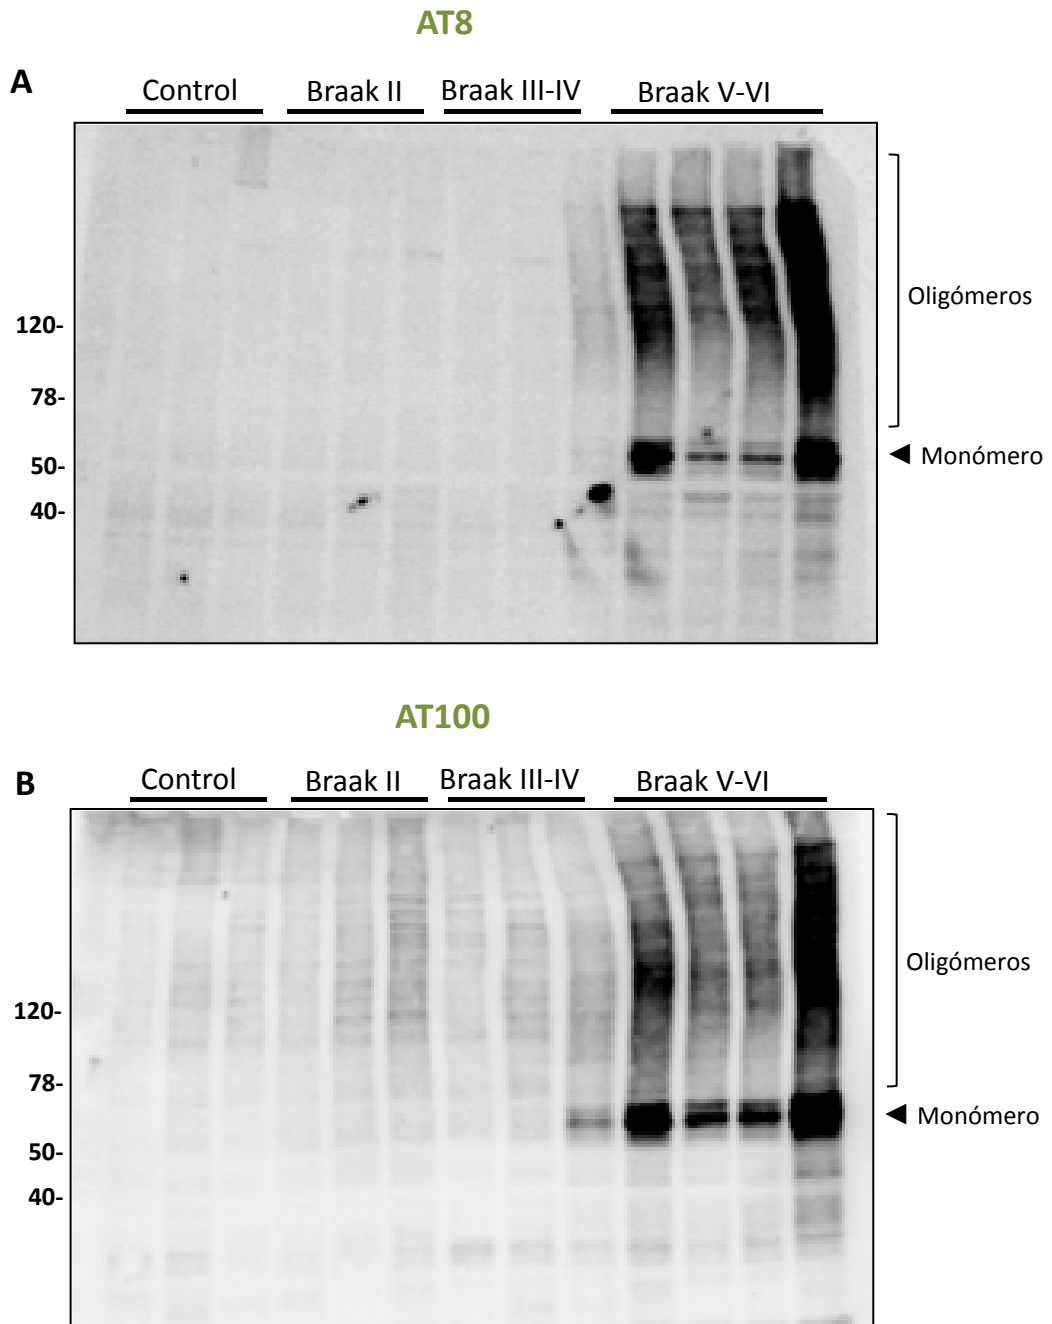 AT8
A
Control Braak II Braak III-IV Braak V-VI
Oligómeros
120-
78-
Monómero
50-
40-
AT100
B
Control Braak II Braak III-IV Braak V-VI
Oligómeros
120-
78-
Monómero
50-
40-